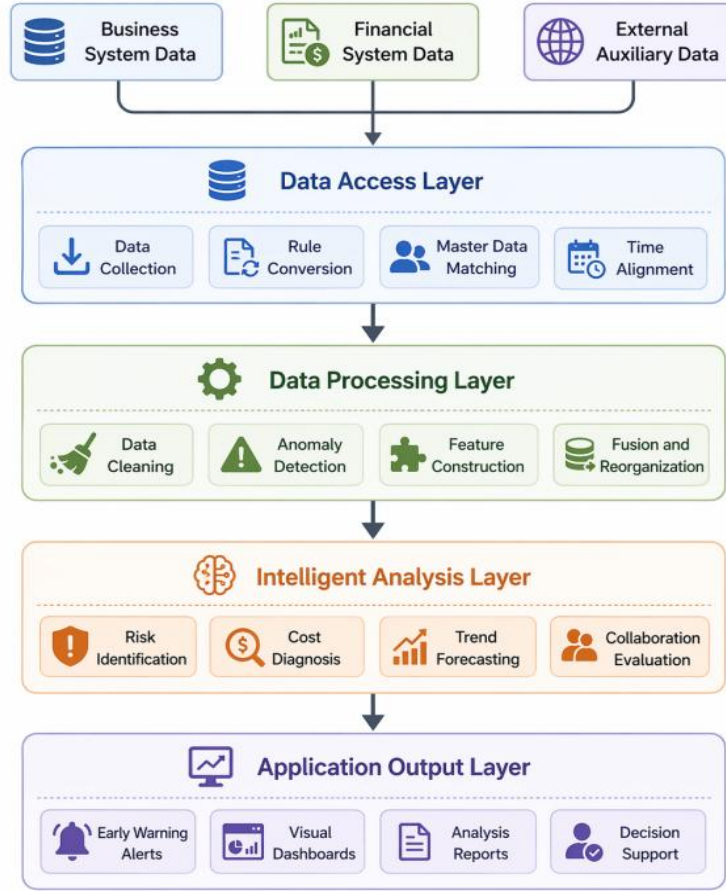 Business
System Data
Financial
System Data
External
Auxiliary Data
Data Access Layer
Data
Collection
Rule
Conversion
Master Data
Matching
Time
Alignment
Data Processing Layer
Data
Cleaning
Anomaly
Detection
Feature
Construction
Fusion and
Reorganization
Intelligent Analysis Layer
Risk
Identification
Cost
Diagnosis
Trend
Forecasting
Collaboration
Evaluation
Application Output Layer
Early Warning
Alerts
Visual
Dashboards
Analysis
Reports
Decision
Support